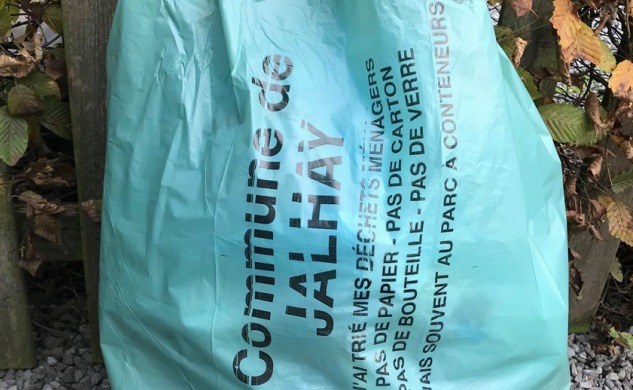 Commune de
JALHAY
J'AI TRIÉ MES DÉCHETS MÉNAGERS
PAS DE PAPIER - PAS DE CARTON
PAS DE BOUTEILLE - PAS DE VERRE
VAIS SOUVENT AU PARC À CONTENEURS